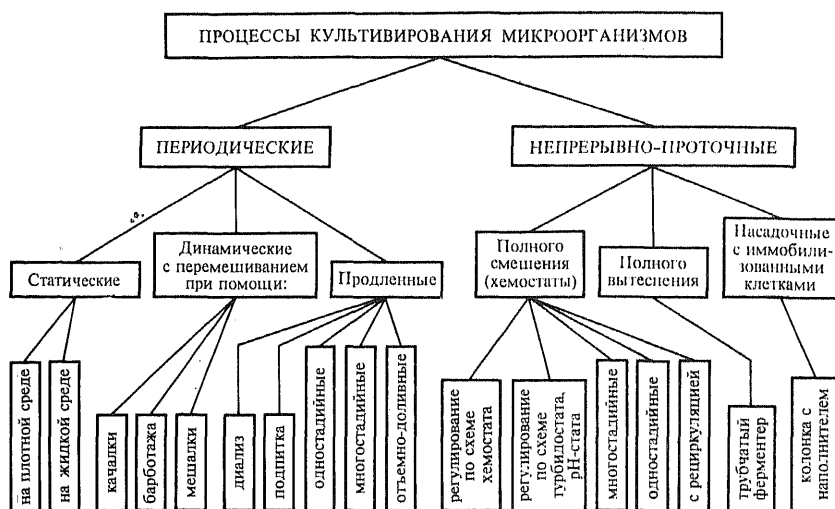 ПРОЦЕССЫ КУЛЬТИВИРОВАНИЯ МИКРООРГАНИЗМОВ
ПЕРИОДИЧЕСКИЕ
НЕПРЕРЫВНО-ПРОТОЧНЫЕ
Статические
Динамические
с перемешиванием
при помощи:
Продленные
Полного
смешения
(хемостаты)
Полного
вытеснения
Насадочные
с иммобили-
зованными
клетками
на плотной среде
на жидкой среде
качалки
барботажа
мешалки
диализ
подпитка
одностадийные
многостадийные
отъемно-доливные
регулирование
по схеме
хемостата
регулирование
по схеме
турбидостата,
pH-стата
многостадийные
одностадийные
с рециркуляцией
трубчатый
ферментер
колонка с
наполнителем